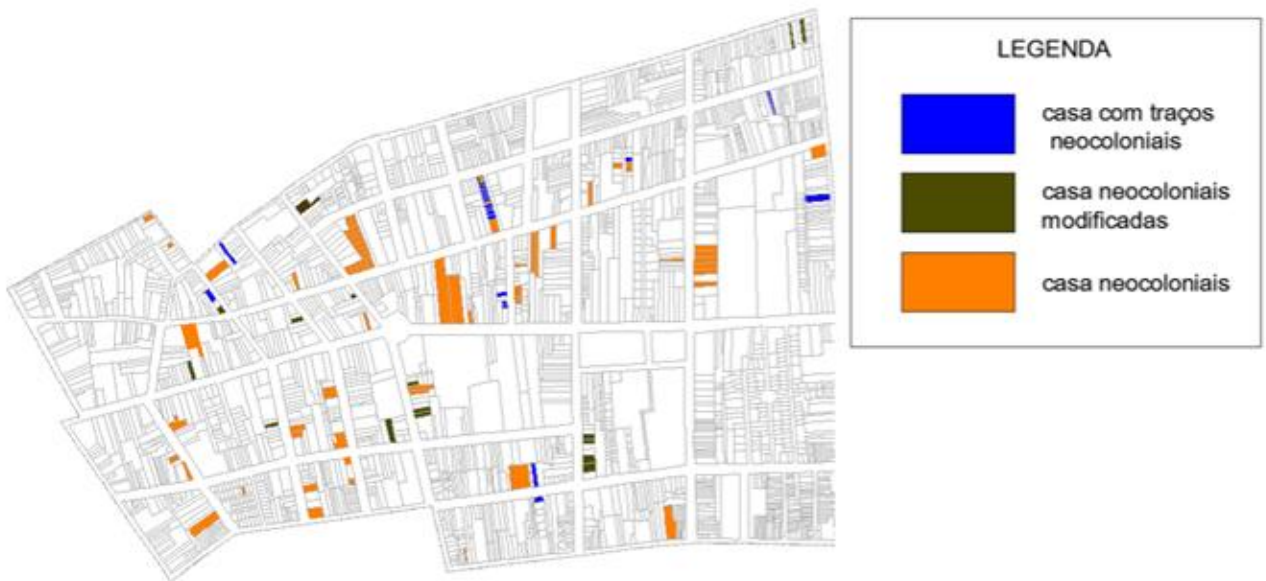 LEGENDA
casa com traços
neocoloniais
casa neocoloniais
modificadas
casa neocoloniais